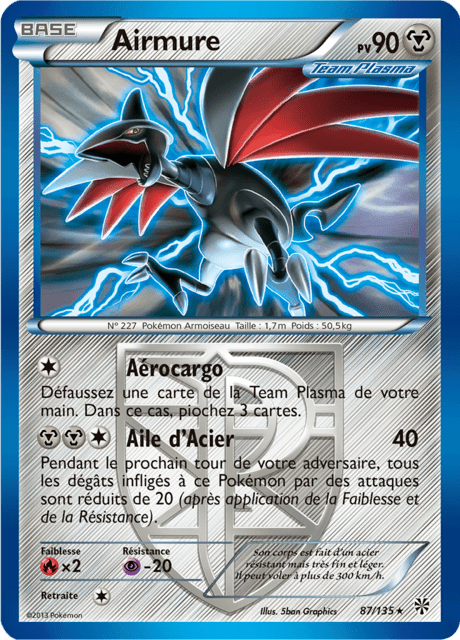 BASE Airmure PV90
Team Plasma
N° 227 Pokémon Armoiseau Taille : 1,7m Poids : 50,5kg
Aérocargo
Défaussez une carte de la Team Plasma de votre
main. Dans ce cas, piochez 3 cartes.
Aile d'Acier 40
Pendant le prochain tour de votre adversaire, tous
les dégâts infligés à ce Pokémon par des attaques
sont réduits de 20 (après application de la Faiblesse et
de la Résistance).
Faiblesse Résistance
×2 -20
Son corps est fait d'un acier
résistant mais très fin et léger.
Il peut voler à plus de 300 km/h.
Retraite
©2013 Pokémon Illus. 5ban Graphics 87/135 ★